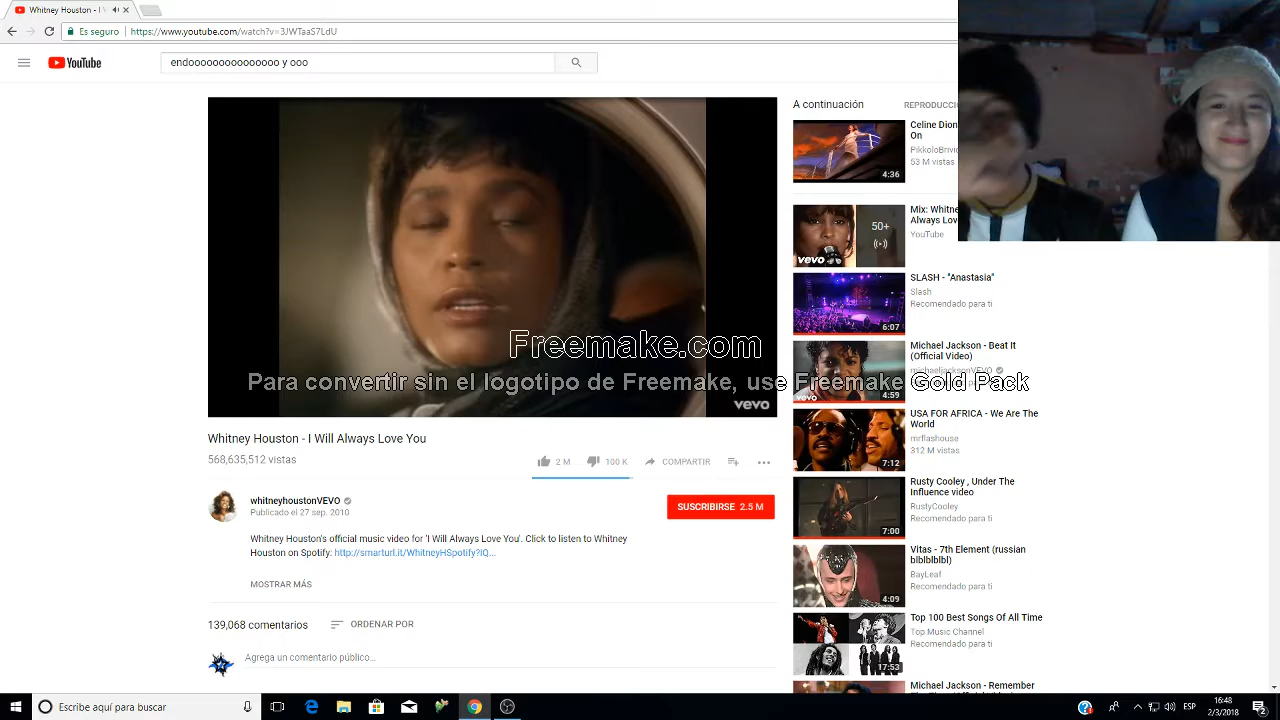 Whitney Houston - I V
Es seguro
https://www.youtube.com/watch?v=3JWTaaS7LdU
YouTube
endooooooooooooooo y ooo
vevo
Freemake.com
Para convertir sin el logotipo de Freemake, use Freemake Gold Pack
Whitney Houston - I Will Always Love You
568,635,512 vistas
2 M
100 K
COMPARTIR
whitneyhoustonVEVO
Publicado el 27 sep. 2010
SUSCRIBIRSE 2.5 M
Whitney Houston's official music video for 'I Will Always Love You'. Click to listen to Whitney
Houston on Spotify: http://smarturl.it/WhitneyHSpotify?IQ...
MOSTRAR MÁS
139,068 comentarios
ORDENAR POR
Agrega un comentario público...
A continuación
REPRODUCCI
4:36
Celine Dion
On
PikkoloBrivio
53 M vistas
50+
vevo
Mix: Whitne
Always Lov
YouTube
6:07
SLASH - "Anastasia"
Slash
Recomendado para ti
vevo
4:59
Michael Jackson - Beat It
(Official Video)
michaeljacksonVEVO
7:12
USA FOR AFRICA - We Are The
World
mrflashouse
312 M vistas
7:00
Rusty Cooley , Under The
Influence video
RustyCooley
Recomendado para ti
4:09
Vitas - 7th Element (russian
blblblblbl)
BayLeaf
Recomendado para ti
17:53
Top 100 Best Songs Of All Time
Top Music Channel
Recomendado para ti
Michael Jackson - Remember
Escribe aquí para buscar
ESP
16:48
2/3/2018
2